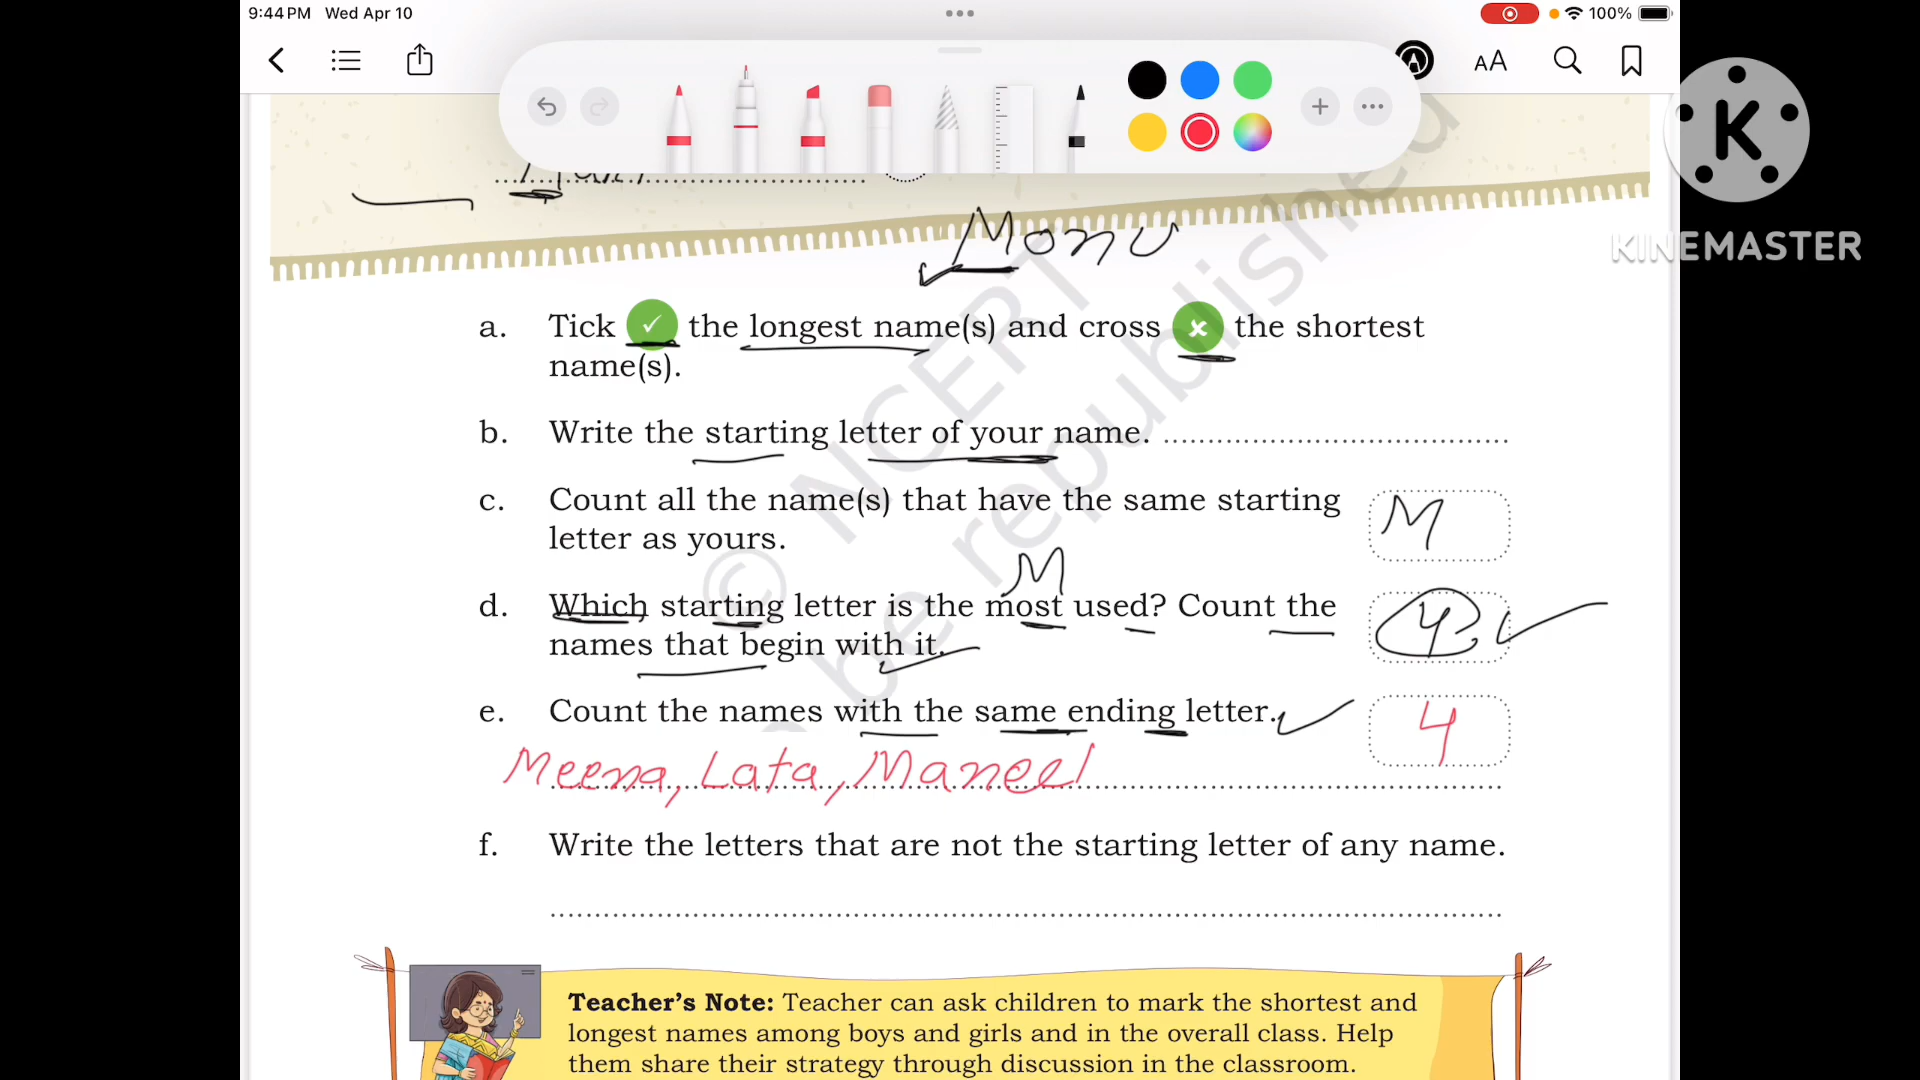 9:44 PM Wed Apr 10
100%
AA
K
KINEMASTER
Monu
© NCERT
be republished
a. Tick ✓ the longest name(s) and cross ✗ the shortest
name(s).
b. Write the starting letter of your name. ........................................
c. Count all the name(s) that have the same starting
letter as yours.
M
M
d. Which starting letter is the most used? Count the
names that begin with it.
4
e. Count the names with the same ending letter.
4
Meena, Lata, Maneel
f. Write the letters that are not the starting letter of any name.
Teacher's Note: Teacher can ask children to mark the shortest and
longest names among boys and girls and in the overall class. Help
them share their strategy through discussion in the classroom.